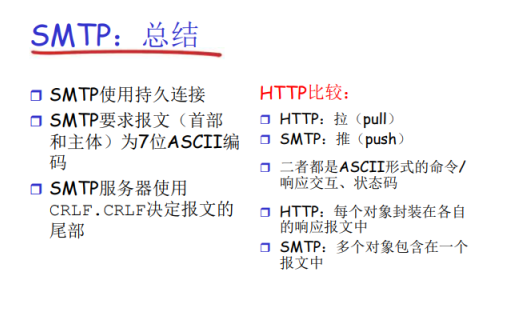 SMTP：总结
SMTP使用持久连接
SMTP要求报文（首部
和主体）为7位ASCII编
码
SMTP服务器使用
CRLF.CRLF决定报文的
尾部
HTTP比较：
HTTP：拉（pull）
SMTP：推（push）
二者都是ASCII形式的命令/
响应交互、状态码
HTTP：每个对象封装在各自
的响应报文中
SMTP：多个对象包含在一个
报文中